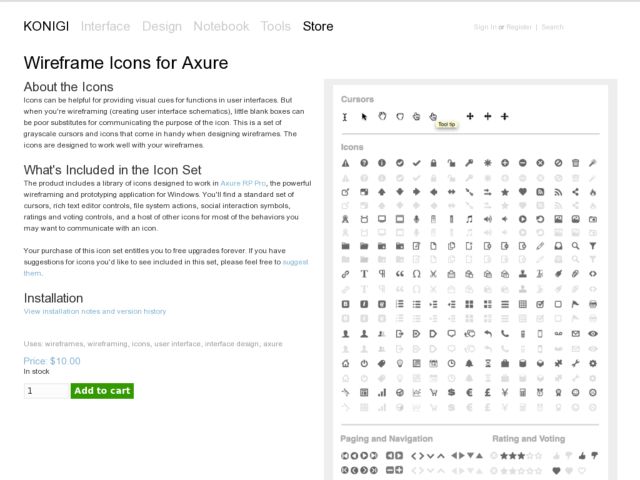 KONIGI Interface Design Notebook Tools Store
Sign In or Register | Search
Wireframe Icons for Axure
About the Icons
Icons can be helpful for providing visual cues for functions in user interfaces. But
when you're wireframing (creating user interface schematics), little blank boxes can
be poor substitutes for communicating the purpose of the icon. This is a set of
grayscale cursors and icons that come in handy when designing wireframes. The
icons are designed to work well with your wireframes.
What's Included in the Icon Set
The product includes a library of icons designed to work in Axure RP Pro, the powerful
wireframing and prototyping application for Windows. You'll find a standard set of
cursors, rich text editor controls, file system actions, social interaction symbols,
ratings and voting controls, and a host of other icons for most of the behaviors you
may want to communicate with an icon.
Your purchase of this icon set entitles you to free upgrades forever. If you have
suggestions for icons you'd like to see included in this set, please feel free to suggest
them.
Installation
View installation notes and version history
Uses: wireframes, wireframing, icons, user interface, interface design, axure
Price: $10.00
In stock
1 Add to cart
Cursors
Tool tip
Icons
Paging and Navigation
Rating and Voting